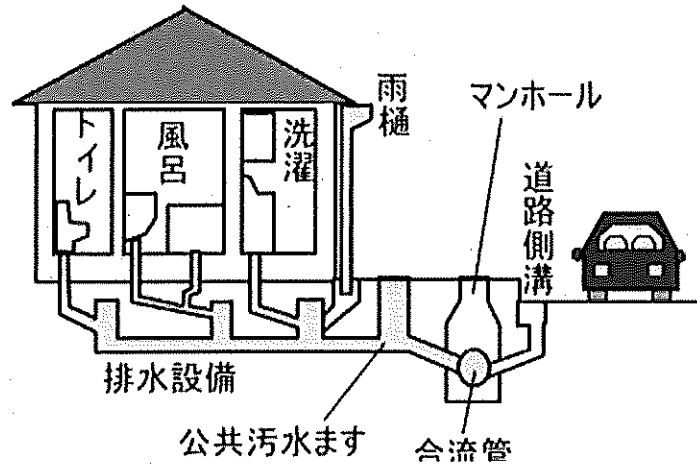 雨樋
マンホール
トイレ
風呂
洗濯
道路側溝
排水設備
公共汚水ます
合流管